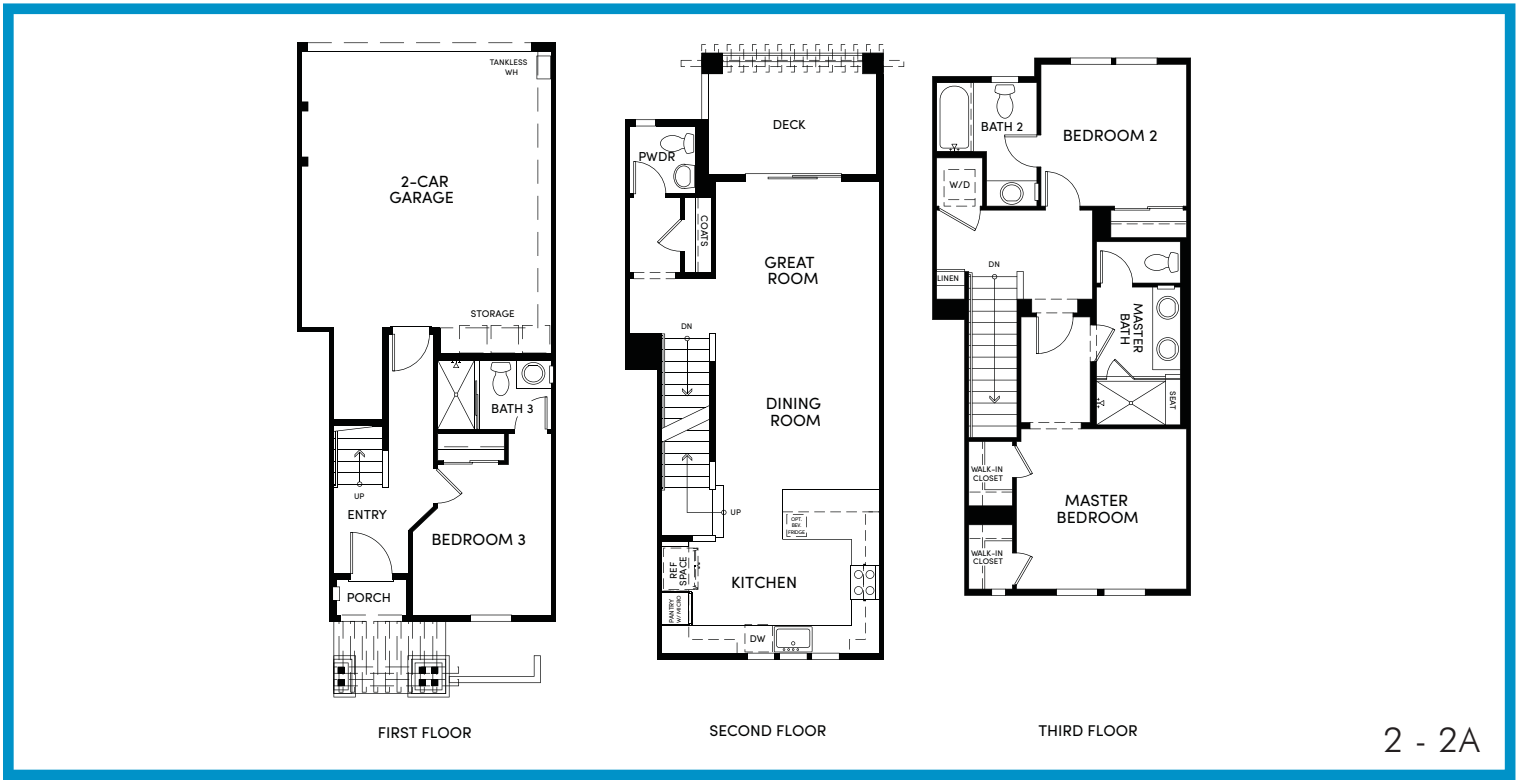 TANKLESS
WH
2-CAR
GARAGE
STORAGE
BATH 3
UP
ENTRY
BEDROOM 3
PORCH
FIRST FLOOR
DECK
PWDR
COATS
GREAT
ROOM
DN
DINING
ROOM
UP
OPT.
BEV.
FRIDGE
REF
SPACE
KITCHEN
PANTRY
W/ MICRO
DW
SECOND FLOOR
BATH 2
BEDROOM 2
W/D
DN
LINEN
MASTER
BATH
SEAT
WALK-IN
CLOSET
MASTER
BEDROOM
WALK-IN
CLOSET
THIRD FLOOR
2 - 2A